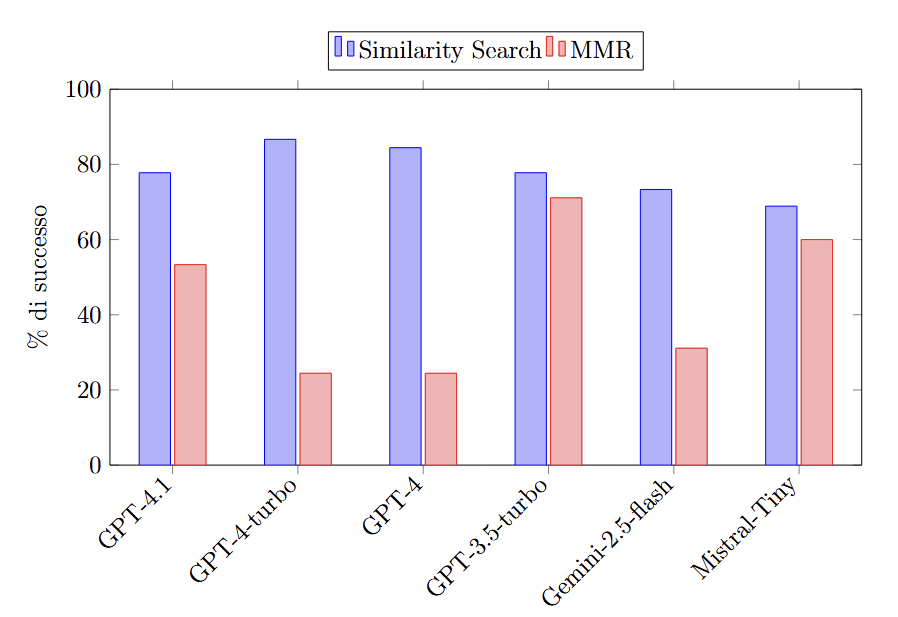 Similarity Search MMR
100
80
60
40
20
0
% di successo
GPT-4.1
GPT-4-turbo
GPT-4
GPT-3.5-turbo
Gemini-2.5-flash
Mistral-Tiny